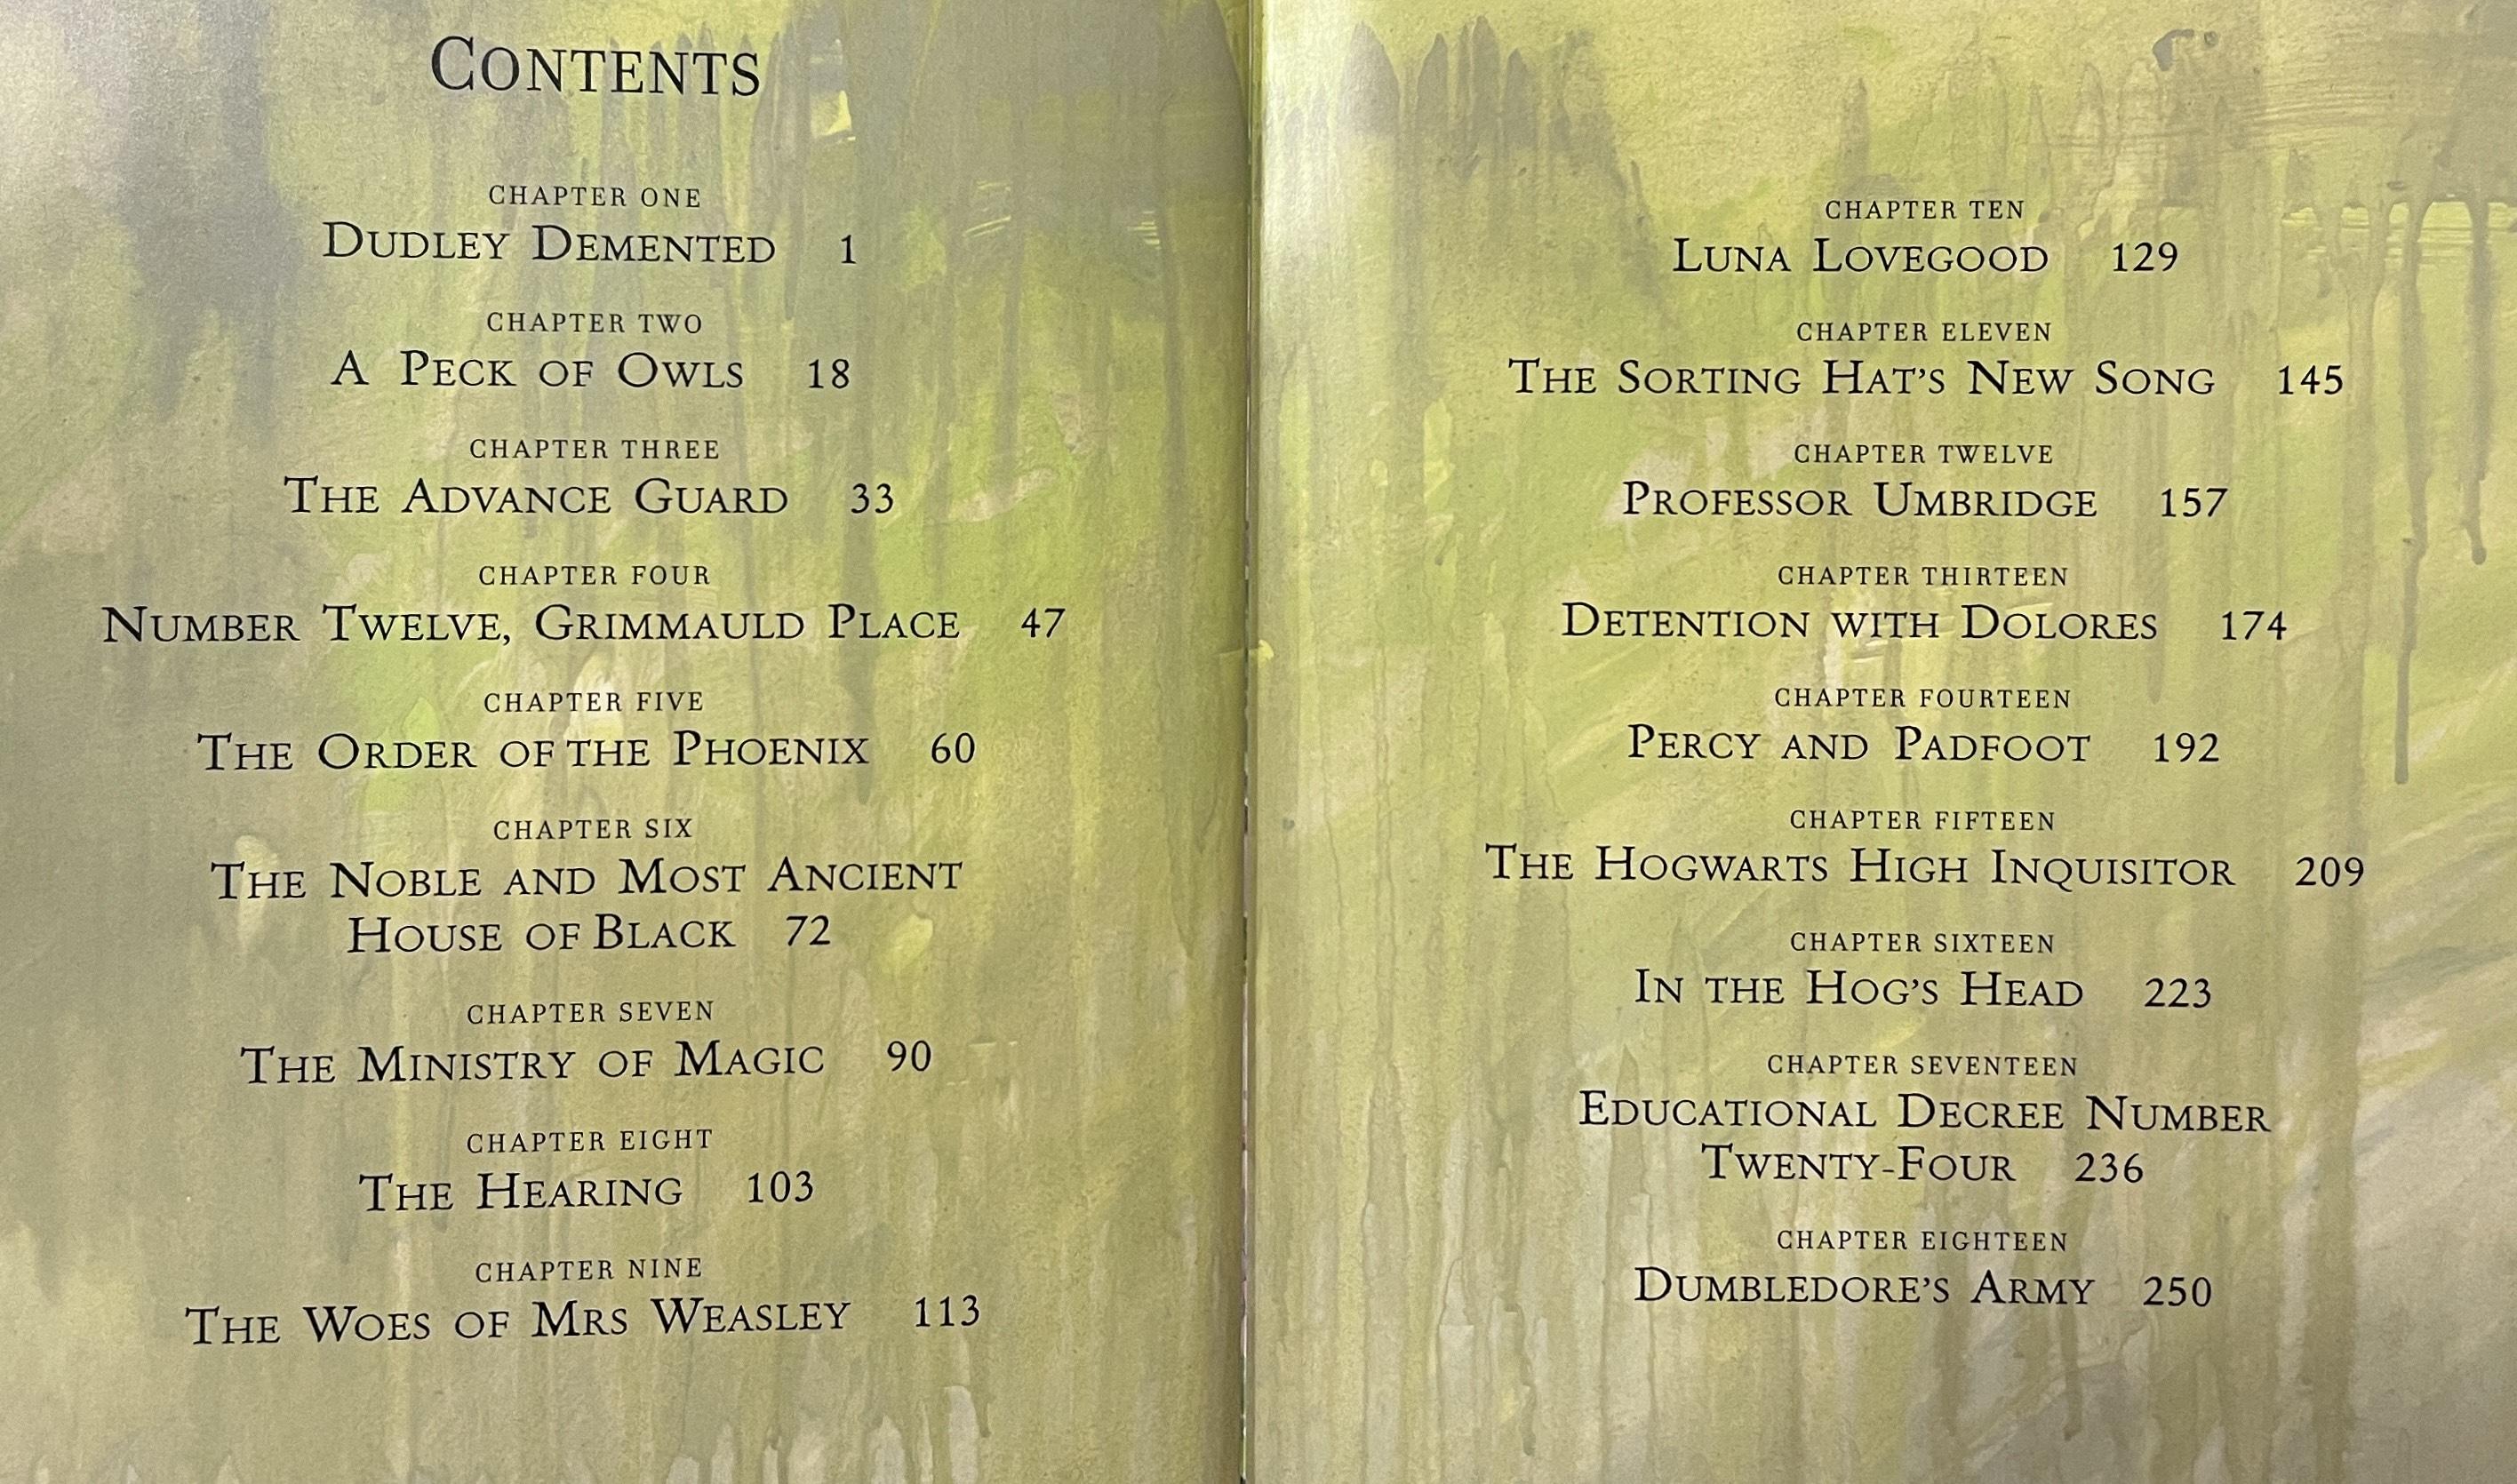 CONTENTS
CHAPTER ONE
DUDLEY DEMENTED 1
CHAPTER TWO
A PECK OF OWLS 18
CHAPTER THREE
THE ADVANCE GUARD 33
CHAPTER FOUR
NUMBER TWELVE, GRIMMAULD PLACE 47
CHAPTER FIVE
THE ORDER OF THE PHOENIX 60
CHAPTER SIX
THE NOBLE AND MOST ANCIENT
HOUSE OF BLACK 72
CHAPTER SEVEN
THE MINISTRY OF MAGIC 90
CHAPTER EIGHT
THE HEARING 103
CHAPTER NINE
THE WOES OF MRS WEASLEY 113
CHAPTER TEN
LUNA LOVEGOOD 129
CHAPTER ELEVEN
THE SORTING HAT’S NEW SONG 145
CHAPTER TWELVE
PROFESSOR UMBRIDGE 157
CHAPTER THIRTEEN
DETENTION WITH DOLORES 174
CHAPTER FOURTEEN
PERCY AND PADFOOT 192
CHAPTER FIFTEEN
THE HOGWARTS HIGH INQUISITOR 209
CHAPTER SIXTEEN
IN THE HOG’S HEAD 223
CHAPTER SEVENTEEN
EDUCATIONAL DECREE NUMBER
TWENTY-FOUR 236
CHAPTER EIGHTEEN
DUMBLEDORE’S ARMY 250